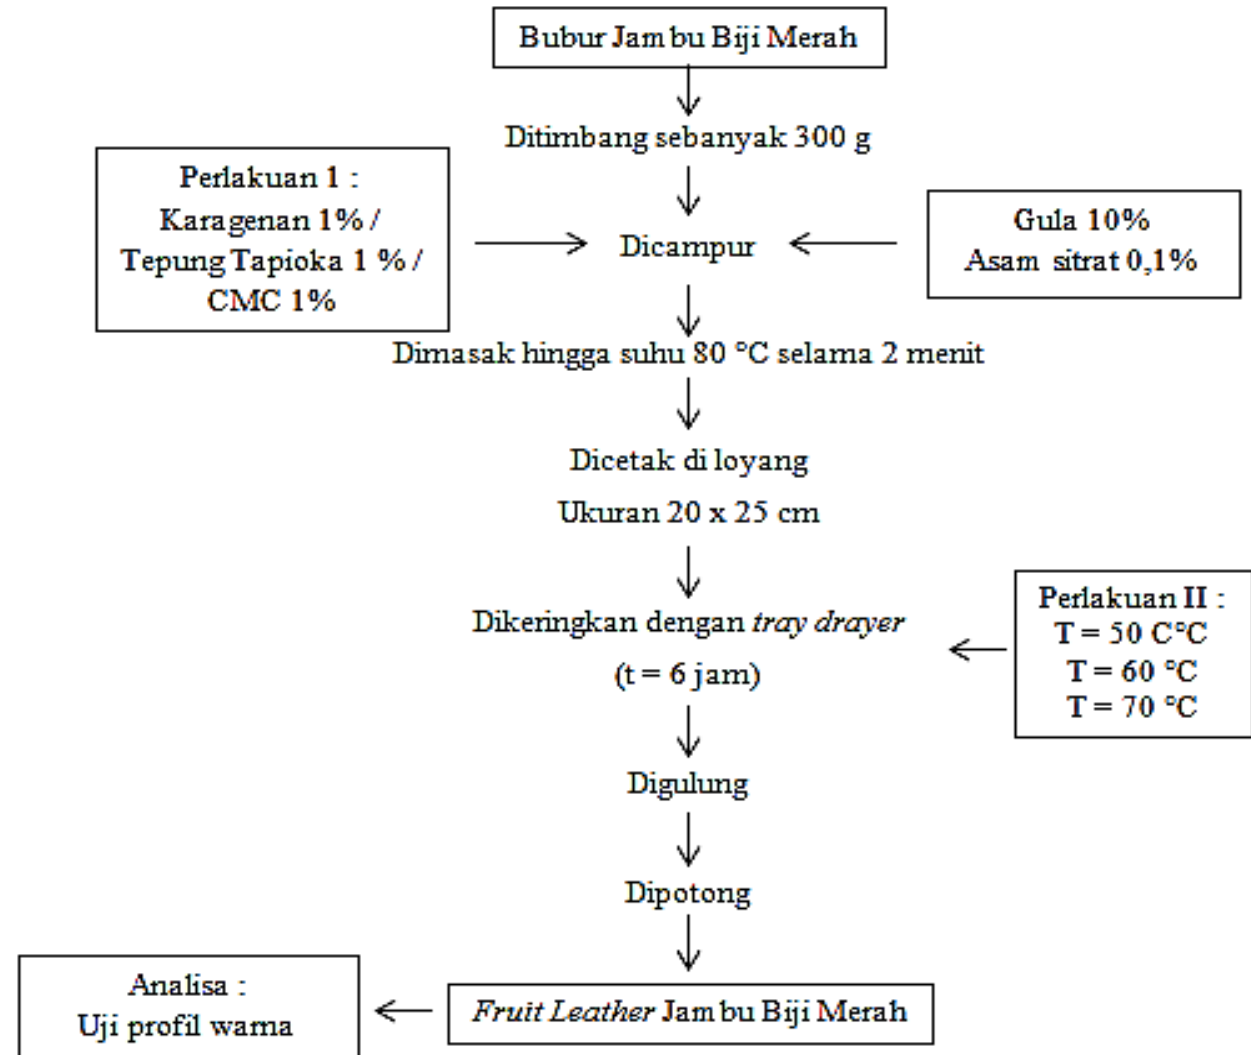 Bubur Jambu Biji Merah
Ditimbang sebanyak 300 g
Perlakuan 1 :
Karagenan 1% /
Tepung Tapioka 1 % /
CMC 1%
Dicampur
Gula 10%
Asam sitrat 0,1%
Dimasak hingga suhu 80 °C selama 2 menit
Dicetak di loyang
Ukuran 20 x 25 cm
Dikeringkan dengan tray drayer
(t = 6 jam)
Perlakuan II :
T = 50 C°C
T = 60 °C
T = 70 °C
Digulung
Dipotong
Fruit Leather Jambu Biji Merah
Analisa :
Uji profil warna